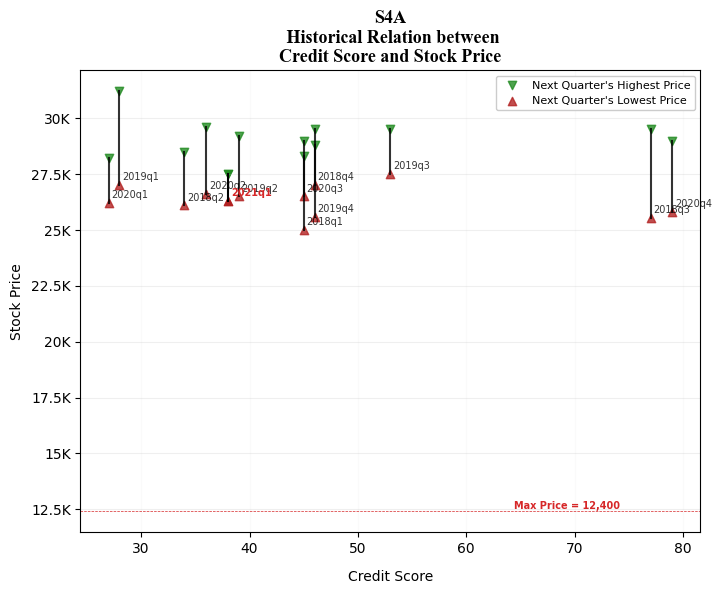 S4A
Historical Relation between
Credit Score and Stock Price
Next Quarter's Highest Price
Next Quarter's Lowest Price
30K
27.5K
25K
22.5K
20K
17.5K
15K
12.5K
Stock Price
2019q1
2020q1
2018q2
2020q2
2019q2
2021q1
2018q4
2020q3
2019q4
2018q1
2019q3
2018q3
2020q4
Max Price = 12,400
30
40
50
60
70
80
Credit Score